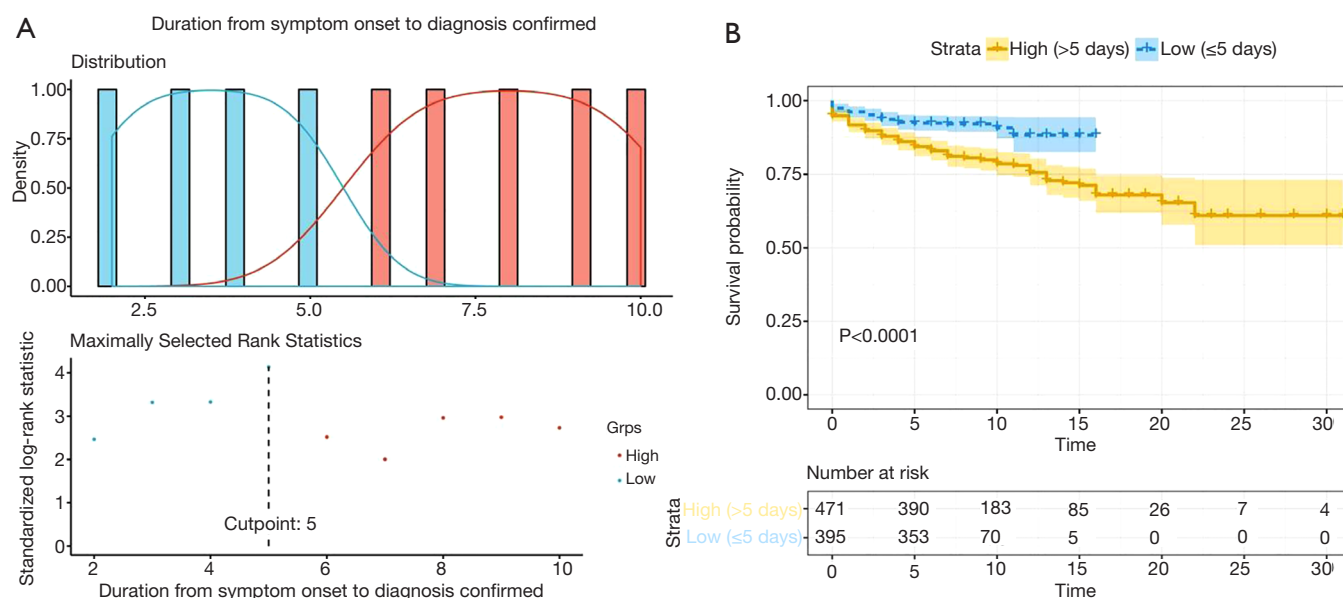 A
Duration from symptom onset to diagnosis confirmed
Distribution
Density
1.00
0.75
0.50
0.25
0.00
2.5 5.0 7.5 10.0
Maximally Selected Rank Statistics
Standardized log-rank statistic
4
3
2
1
0
Cutpoint: 5
2 4 6 8 10
Duration from symptom onset to diagnosis confirmed
Grps
High
Low
B
Strata High (>5 days) Low (≤5 days)
Survival probability
1.00
0.75
0.50
0.25
0.00
P<0.0001
0 5 10 15 20 25 30
Time
Number at risk
Strata
High (>5 days) 471 390 183 85 26 7 4
Low (≤5 days) 395 353 70 5 0 0 0
0 5 10 15 20 25 30
Time